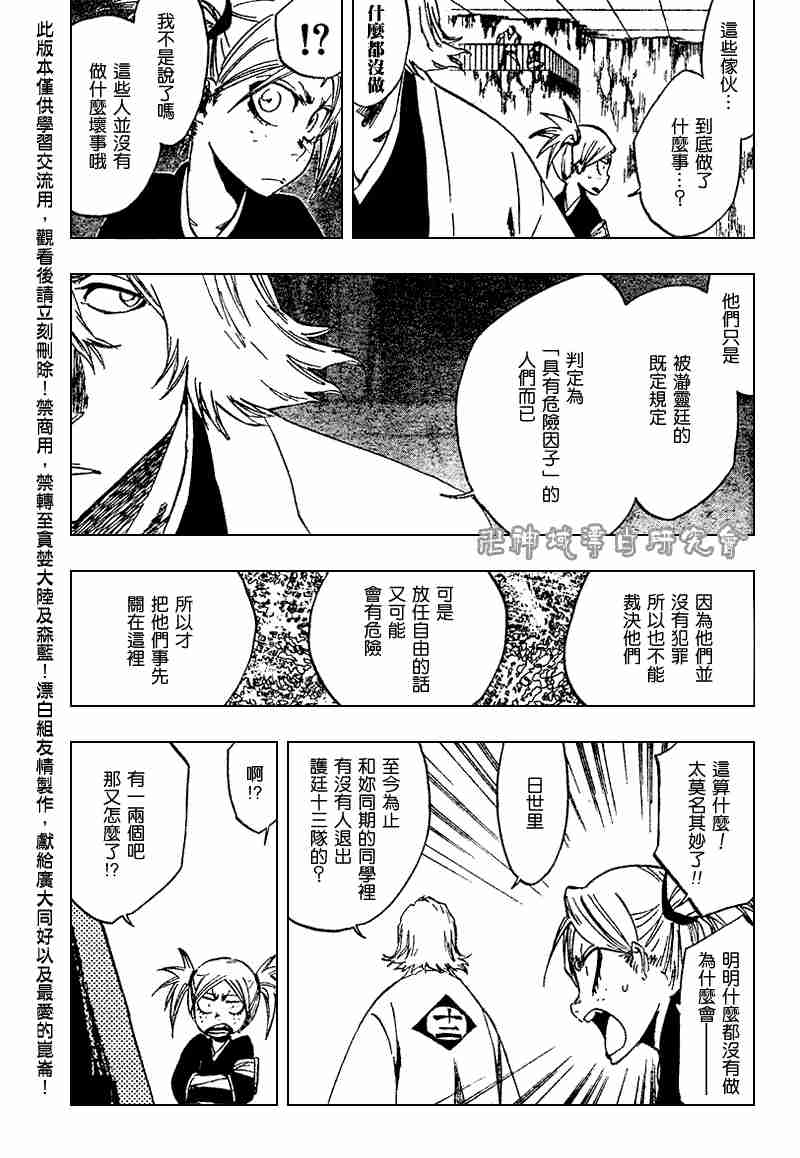 這些傢伙…
到底做了
什麼事…?
什麼都沒做
!?
我不是說了嗎
這些人並沒有
做什麼壞事哦
他們只是
被瀞靈廷的
既定規定
判定為
「具有危險因子」的
人們而已
卍神域漂白研究會
因為他們並
沒有犯罪
所以也不能
裁決他們
可是
放任自由的話
又可能
會有危險
所以才
把他們事先
關在這裡
這算什麼!
太莫名其妙了!!
明明什麼都沒有做
為什麼會——
日世里
至今為止
和妳同期的同學裡
有沒有人退出
護廷十三隊的?
十二
啊!?
有一兩個吧
那又怎麼了!?
此版本僅供學習交流用，觀看後請立刻刪除！禁商用，禁轉至貪婪大陸及森藍！漂白組友情製作，獻給廣大同好以及最愛的崑崙！